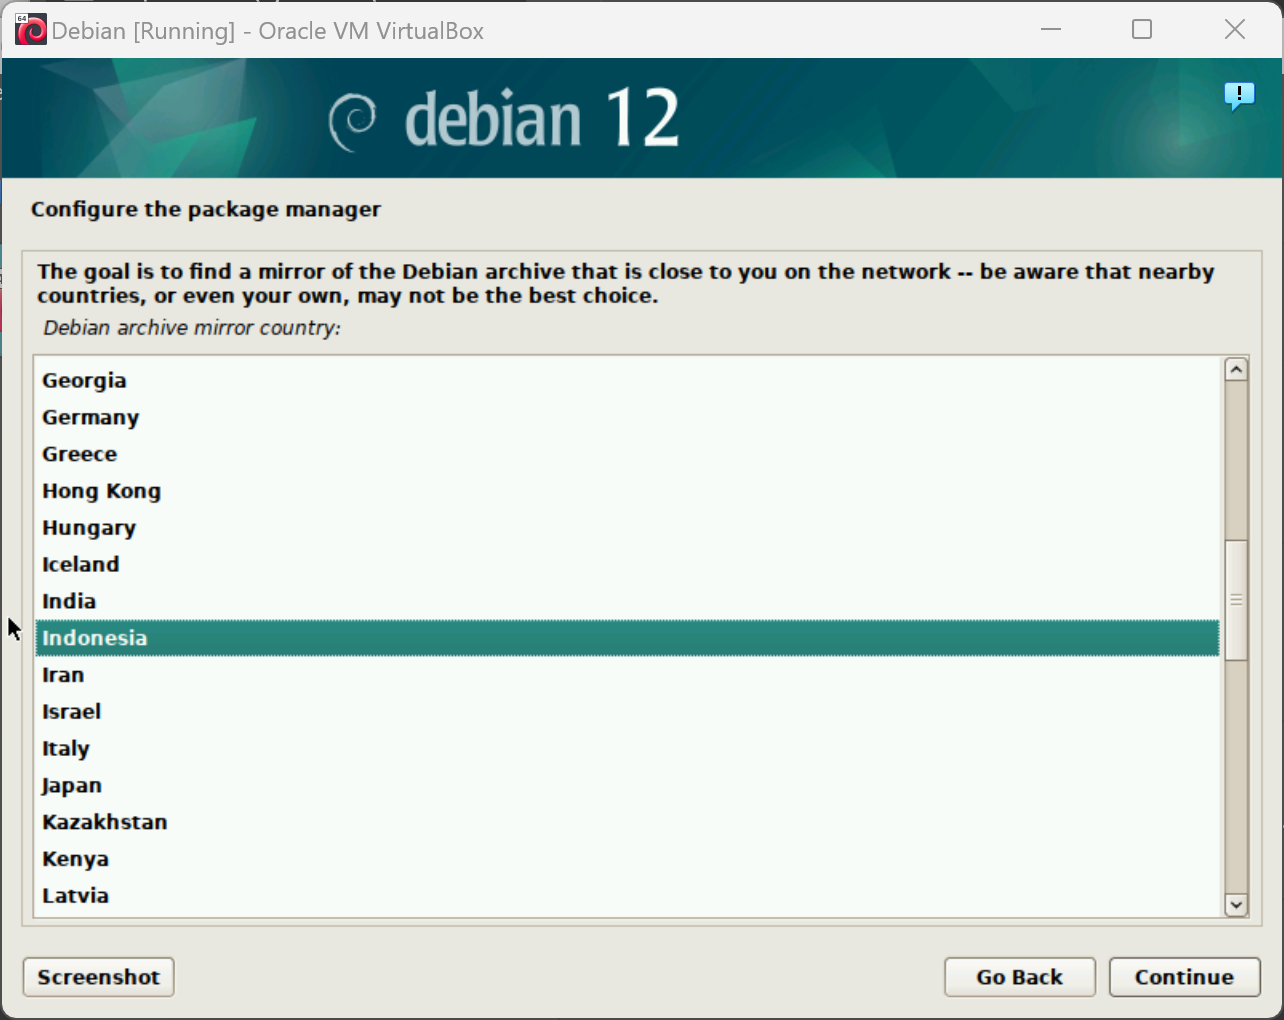 64
Debian [Running] - Oracle VM VirtualBox
debian 12
!
Configure the package manager
The goal is to find a mirror of the Debian archive that is close to you on the network -- be aware that nearby
countries, or even your own, may not be the best choice.
Debian archive mirror country:
Georgia
Germany
Greece
Hong Kong
Hungary
Iceland
India
Indonesia
Iran
Israel
Italy
Japan
Kazakhstan
Kenya
Latvia
Screenshot
Go Back
Continue